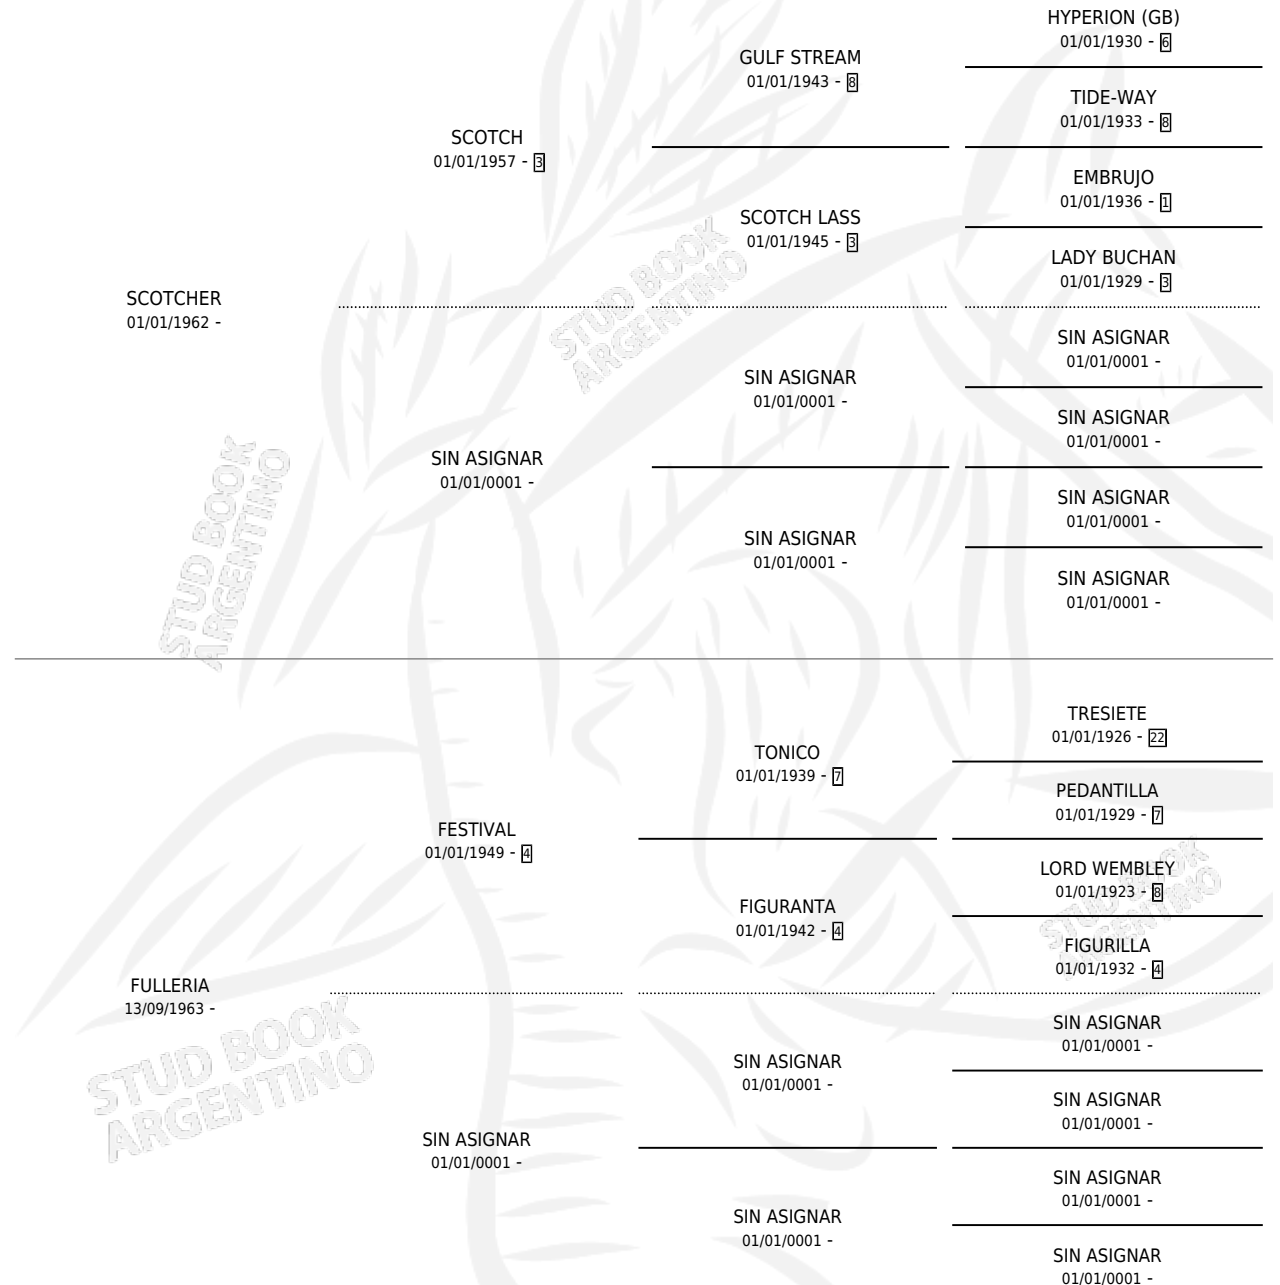 HYPERION (GB)
01/01/1930 - 6
GULF STREAM
01/01/1943 - 8
TIDE-WAY
01/01/1933 - 8
SCOTCH
01/01/1957 - 3
EMBRUJO
01/01/1936 - 1
SCOTCH LASS
01/01/1945 - 3
LADY BUCHAN
01/01/1929 - 3
SCOTCHER
01/01/1962 -
SIN ASIGNAR
01/01/0001 -
SIN ASIGNAR
01/01/0001 -
SIN ASIGNAR
01/01/0001 -
SIN ASIGNAR
01/01/0001 -
SIN ASIGNAR
01/01/0001 -
SIN ASIGNAR
01/01/0001 -
SIN ASIGNAR
01/01/0001 -
STUD BOOK
ARGENTINO
STUD BOOK
ARGENTINO
TRESIETE
01/01/1926 - 22
TONICO
01/01/1939 - 7
PEDANTILLA
01/01/1929 - 7
FESTIVAL
01/01/1949 - 4
LORD WEMBLEY
01/01/1923 - 8
FIGURANTA
01/01/1942 - 4
FIGURILLA
01/01/1932 - 4
STUD BOOK
ARGENTINO
FULLERIA
13/09/1963 -
STUD BOOK
ARGENTINO
SIN ASIGNAR
01/01/0001 -
SIN ASIGNAR
01/01/0001 -
SIN ASIGNAR
01/01/0001 -
SIN ASIGNAR
01/01/0001 -
SIN ASIGNAR
01/01/0001 -
SIN ASIGNAR
01/01/0001 -
SIN ASIGNAR
01/01/0001 -